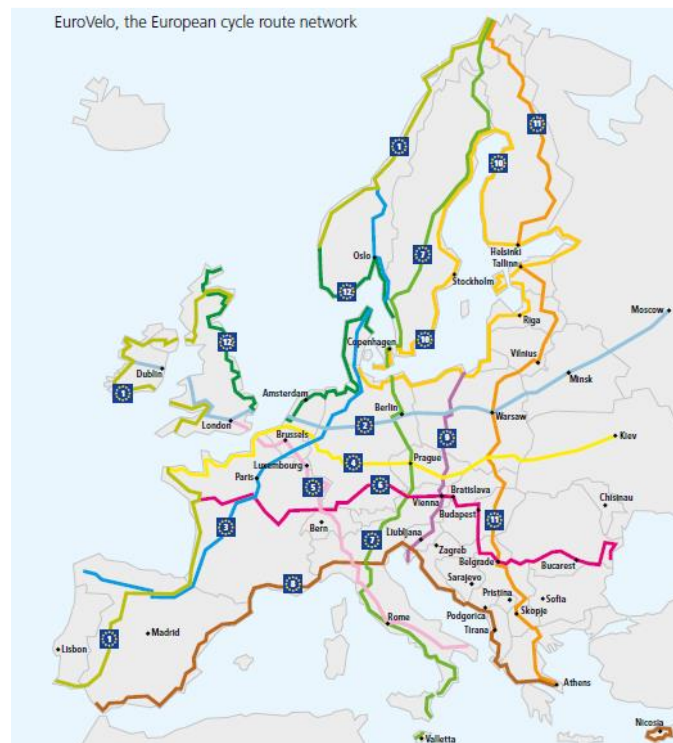 EuroVelo, the European cycle route network
11
1
10
Oslo
7
Helsinki
Tallinn
12
Stockholm
Moscow
Riga
12
Copenhagen
10
Vilnius
Dublin
Minsk
1
Amsterdam
Berlin
London
2
9
Warsaw
Brussels
Kiev
Luxembourg
4
Prague
Paris
5
6
Vienna
Bratislava
Chisinau
3
Bern
Budapest
11
7
Ljubljana
Zagreb
Belgrade
Bucarest
8
Sarajevo
Pristina
Sofia
Rome
Podgorica
Skopje
1
Madrid
Tirana
Lisbon
Athens
Nicosia
Valletta